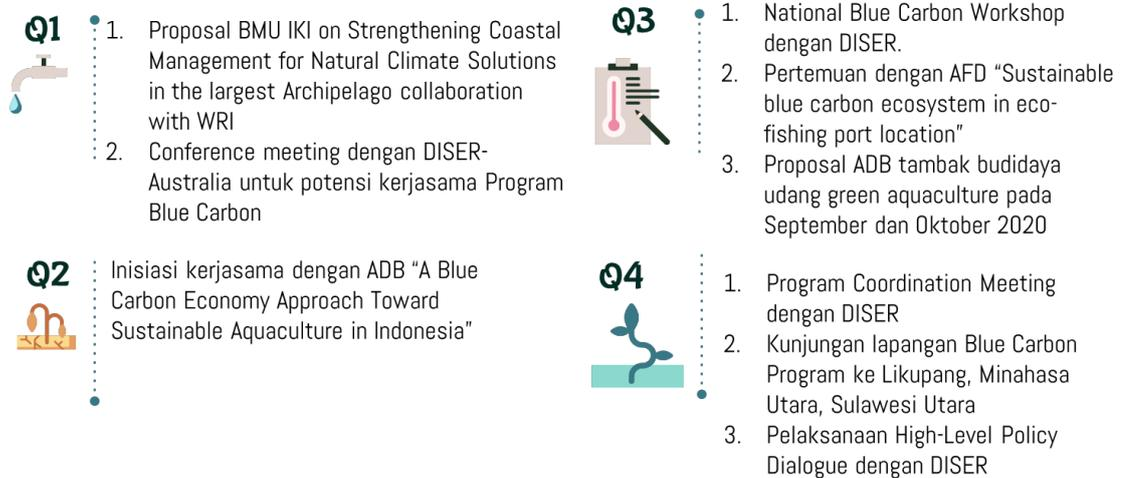 Q1
1. Proposal BMU IKI on Strengthening Coastal
Management for Natural Climate Solutions
in the largest Archipelago collaboration
with WRI
2. Conference meeting dengan DISER-
Australia untuk potensi kerjasama Program
Blue Carbon
Q2
Inisiasi kerjasama dengan ADB “A Blue
Carbon Economy Approach Toward
Sustainable Aquaculture in Indonesia”
Q3
1. National Blue Carbon Workshop
dengan DISER.
2. Pertemuan dengan AFD “Sustainable
blue carbon ecosystem in eco-
fishing port location”
3. Proposal ADB tambak budidaya
udang green aquaculture pada
September dan Oktober 2020
Q4
1. Program Coordination Meeting
dengan DISER
2. Kunjungan lapangan Blue Carbon
Program ke Likupang, Minahasa
Utara, Sulawesi Utara
3. Pelaksanaan High-Level Policy
Dialogue dengan DISER